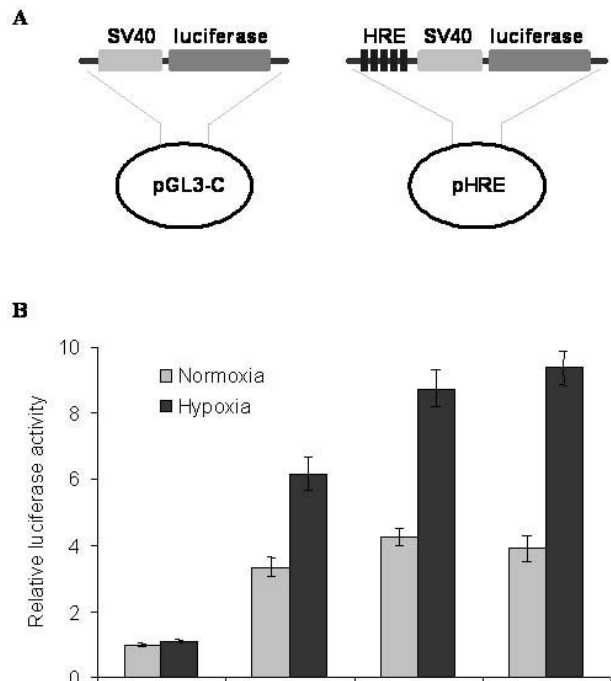 A
SV40 luciferase
HRE SV40 luciferase
pGL3-C
pHRE
B
10
8
6
4
2
0
Relative luciferase activity
Normoxia
Hypoxia